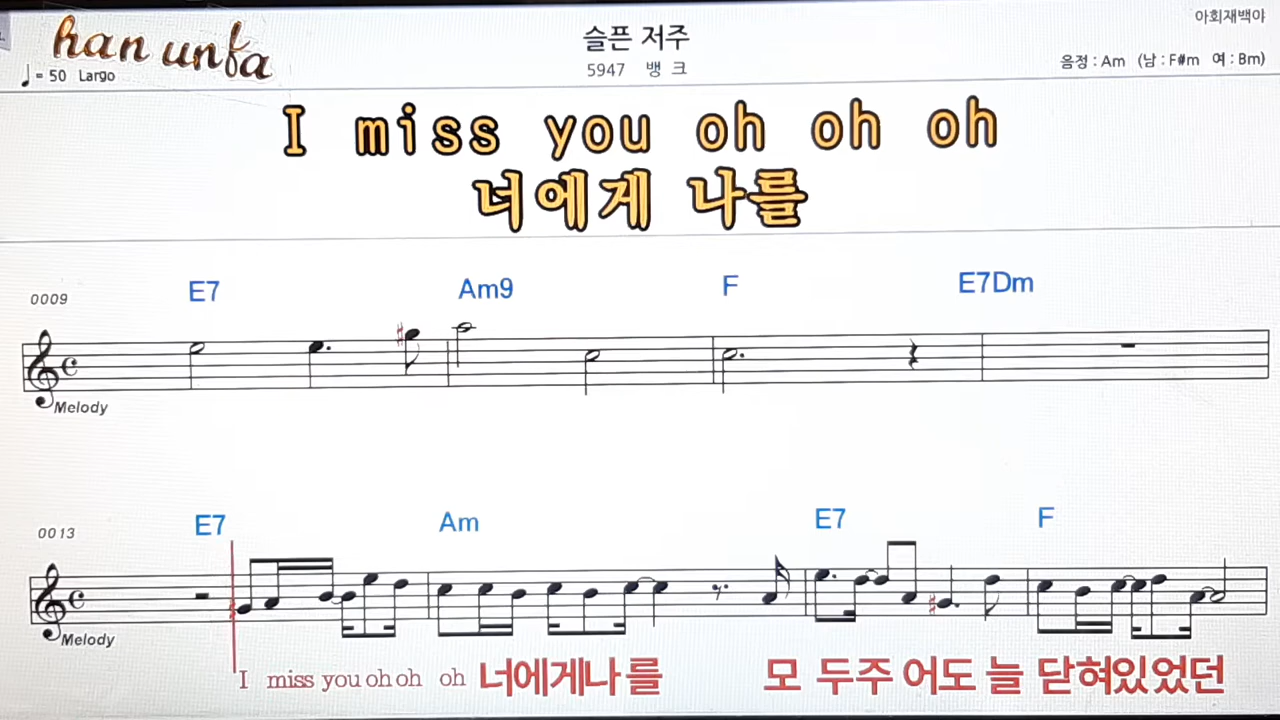 han unfa
슬픈 저주
아회재백야
♩= 50 Largo
5947 뱅 크
음정 : Am (남 : F#m 여 : Bm)
I miss you oh oh oh
너에게 나를
0009
E7 Am9 F E7Dm
Melody
0013
E7 Am E7 F
Melody
I miss you oh oh oh 너에게나를 모 두주 어도 늘 닫혀있었던